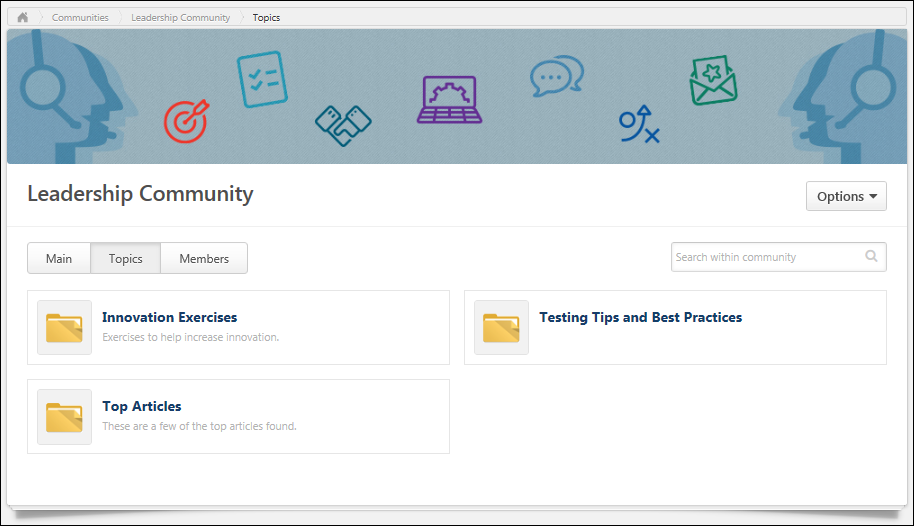 Communities Leadership Community Topics
Leadership Community
Options
Main Topics Members
Search within community
Innovation Exercises
Exercises to help increase innovation.
Testing Tips and Best Practices
Top Articles
These are a few of the top articles found.